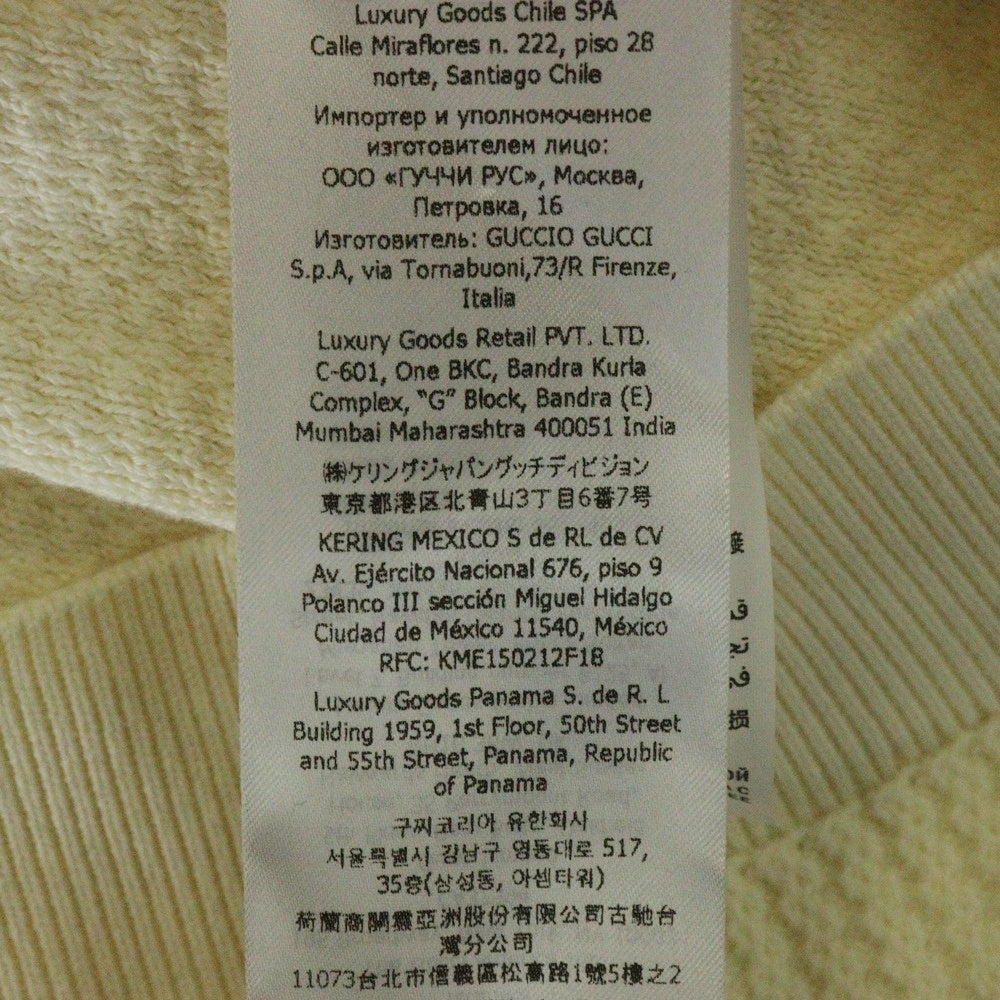 Luxury Goods Chile SPA
Calle Miraflores n. 222, piso 28
norte, Santiago Chile
Импортер и уполномоченное
изготовителем лицо:
ООО «ГУЧЧИ РУС», Москва,
Петровка, 16
Изготовитель: GUCCIO GUCCI
S.p.A, via Tornabuoni,73/R Firenze,
Italia
Luxury Goods Retail PVT. LTD.
C-601, One BKC, Bandra Kurla
Complex, “G” Block, Bandra (E)
Mumbai Maharashtra 400051 India
㈱ケリングジャパングッチディビジョン
東京都港区北青山3丁目6番7号
KERING MEXICO S de RL de CV
Av. Ejército Nacional 676, piso 9
Polanco III sección Miguel Hidalgo
Ciudad de México 11540, México
RFC: KME150212F18
Luxury Goods Panama S. de R. L
Building 1959, 1st Floor, 50th Street
and 55th Street, Panama, Republic
of Panama
구찌코리아 유한회사
서울특별시 강남구 영동대로 517,
35층(삼성동, 아셈타워)
荷蘭商關靈亞洲股份有限公司古馳台
灣分公司
11073台北市信義區松高路1號5樓之2
损